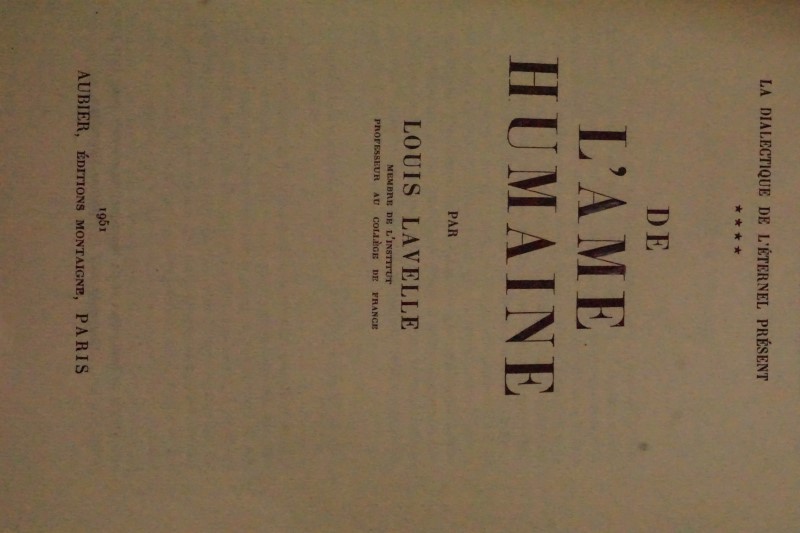 LA DIALECTIQUE DE L'ÉTERNEL PRÉSENT
★★★★
DE
L'AME
HUMAINE
PAR
LOUIS LAVELLE
MEMBRE DE L'INSTITUT
PROFESSEUR AU COLLÈGE DE FRANCE
1951
AUBIER, ÉDITIONS MONTAIGNE, PARIS